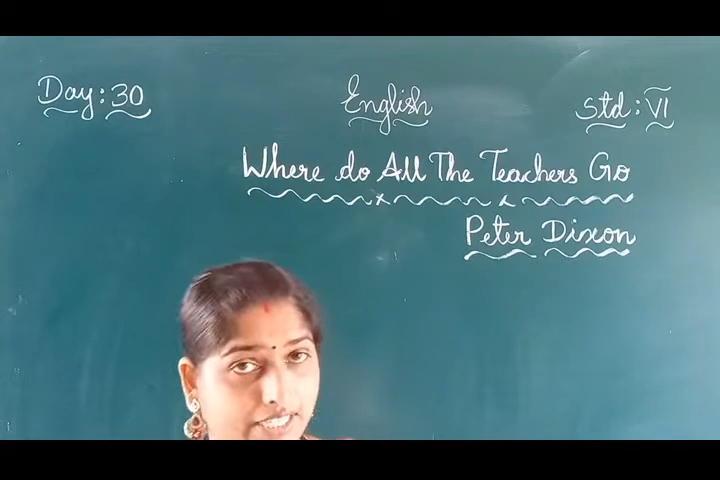 Day: 30 English Std: VI
Where do All The Teachers Go
Peter Dixon